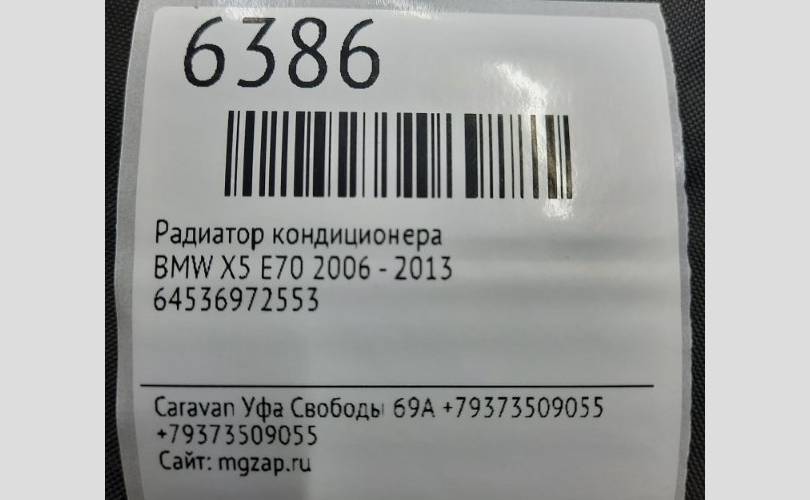 6386
Радиатор кондиционера
BMW X5 E70 2006 - 2013
64536972553
Caravan Уфа Свободы 69А +79373509055
+79373509055
Сайт: mgzap.ru